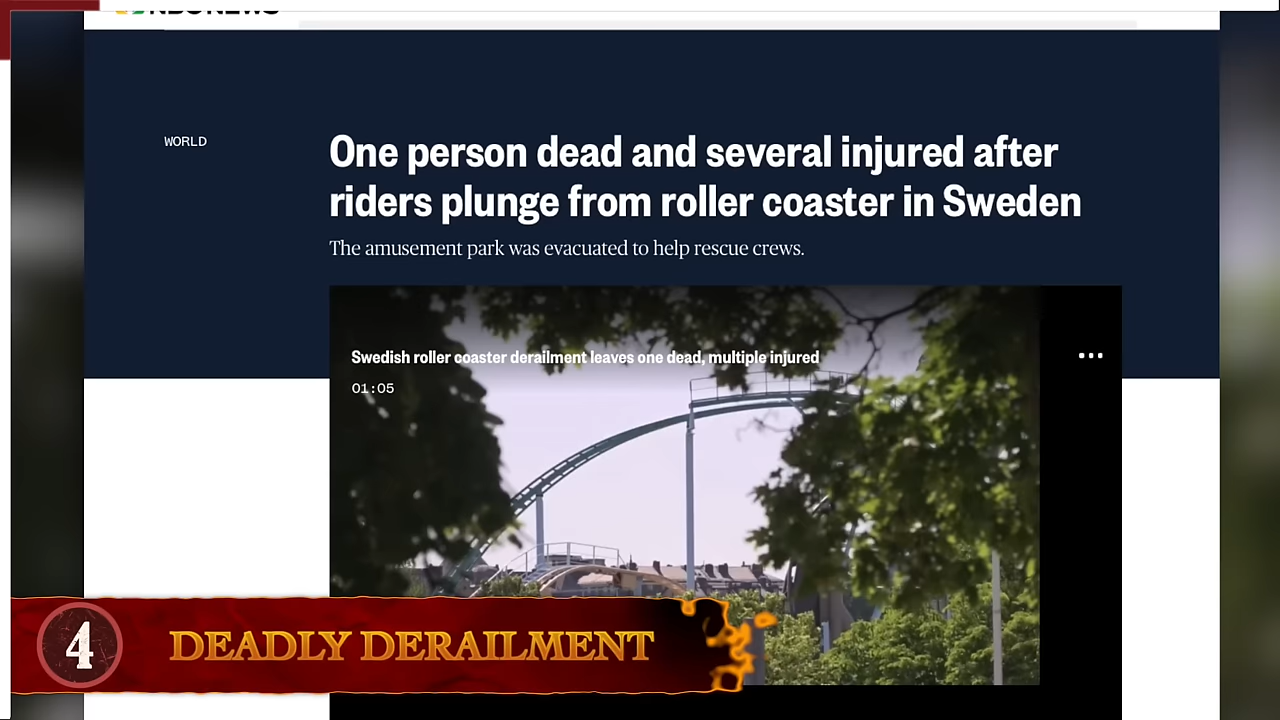 NBC NEWS
WORLD
One person dead and several injured after
riders plunge from roller coaster in Sweden
The amusement park was evacuated to help rescue crews.
Swedish roller coaster derailment leaves one dead, multiple injured
01:05
4
DEADLY DERAILMENT